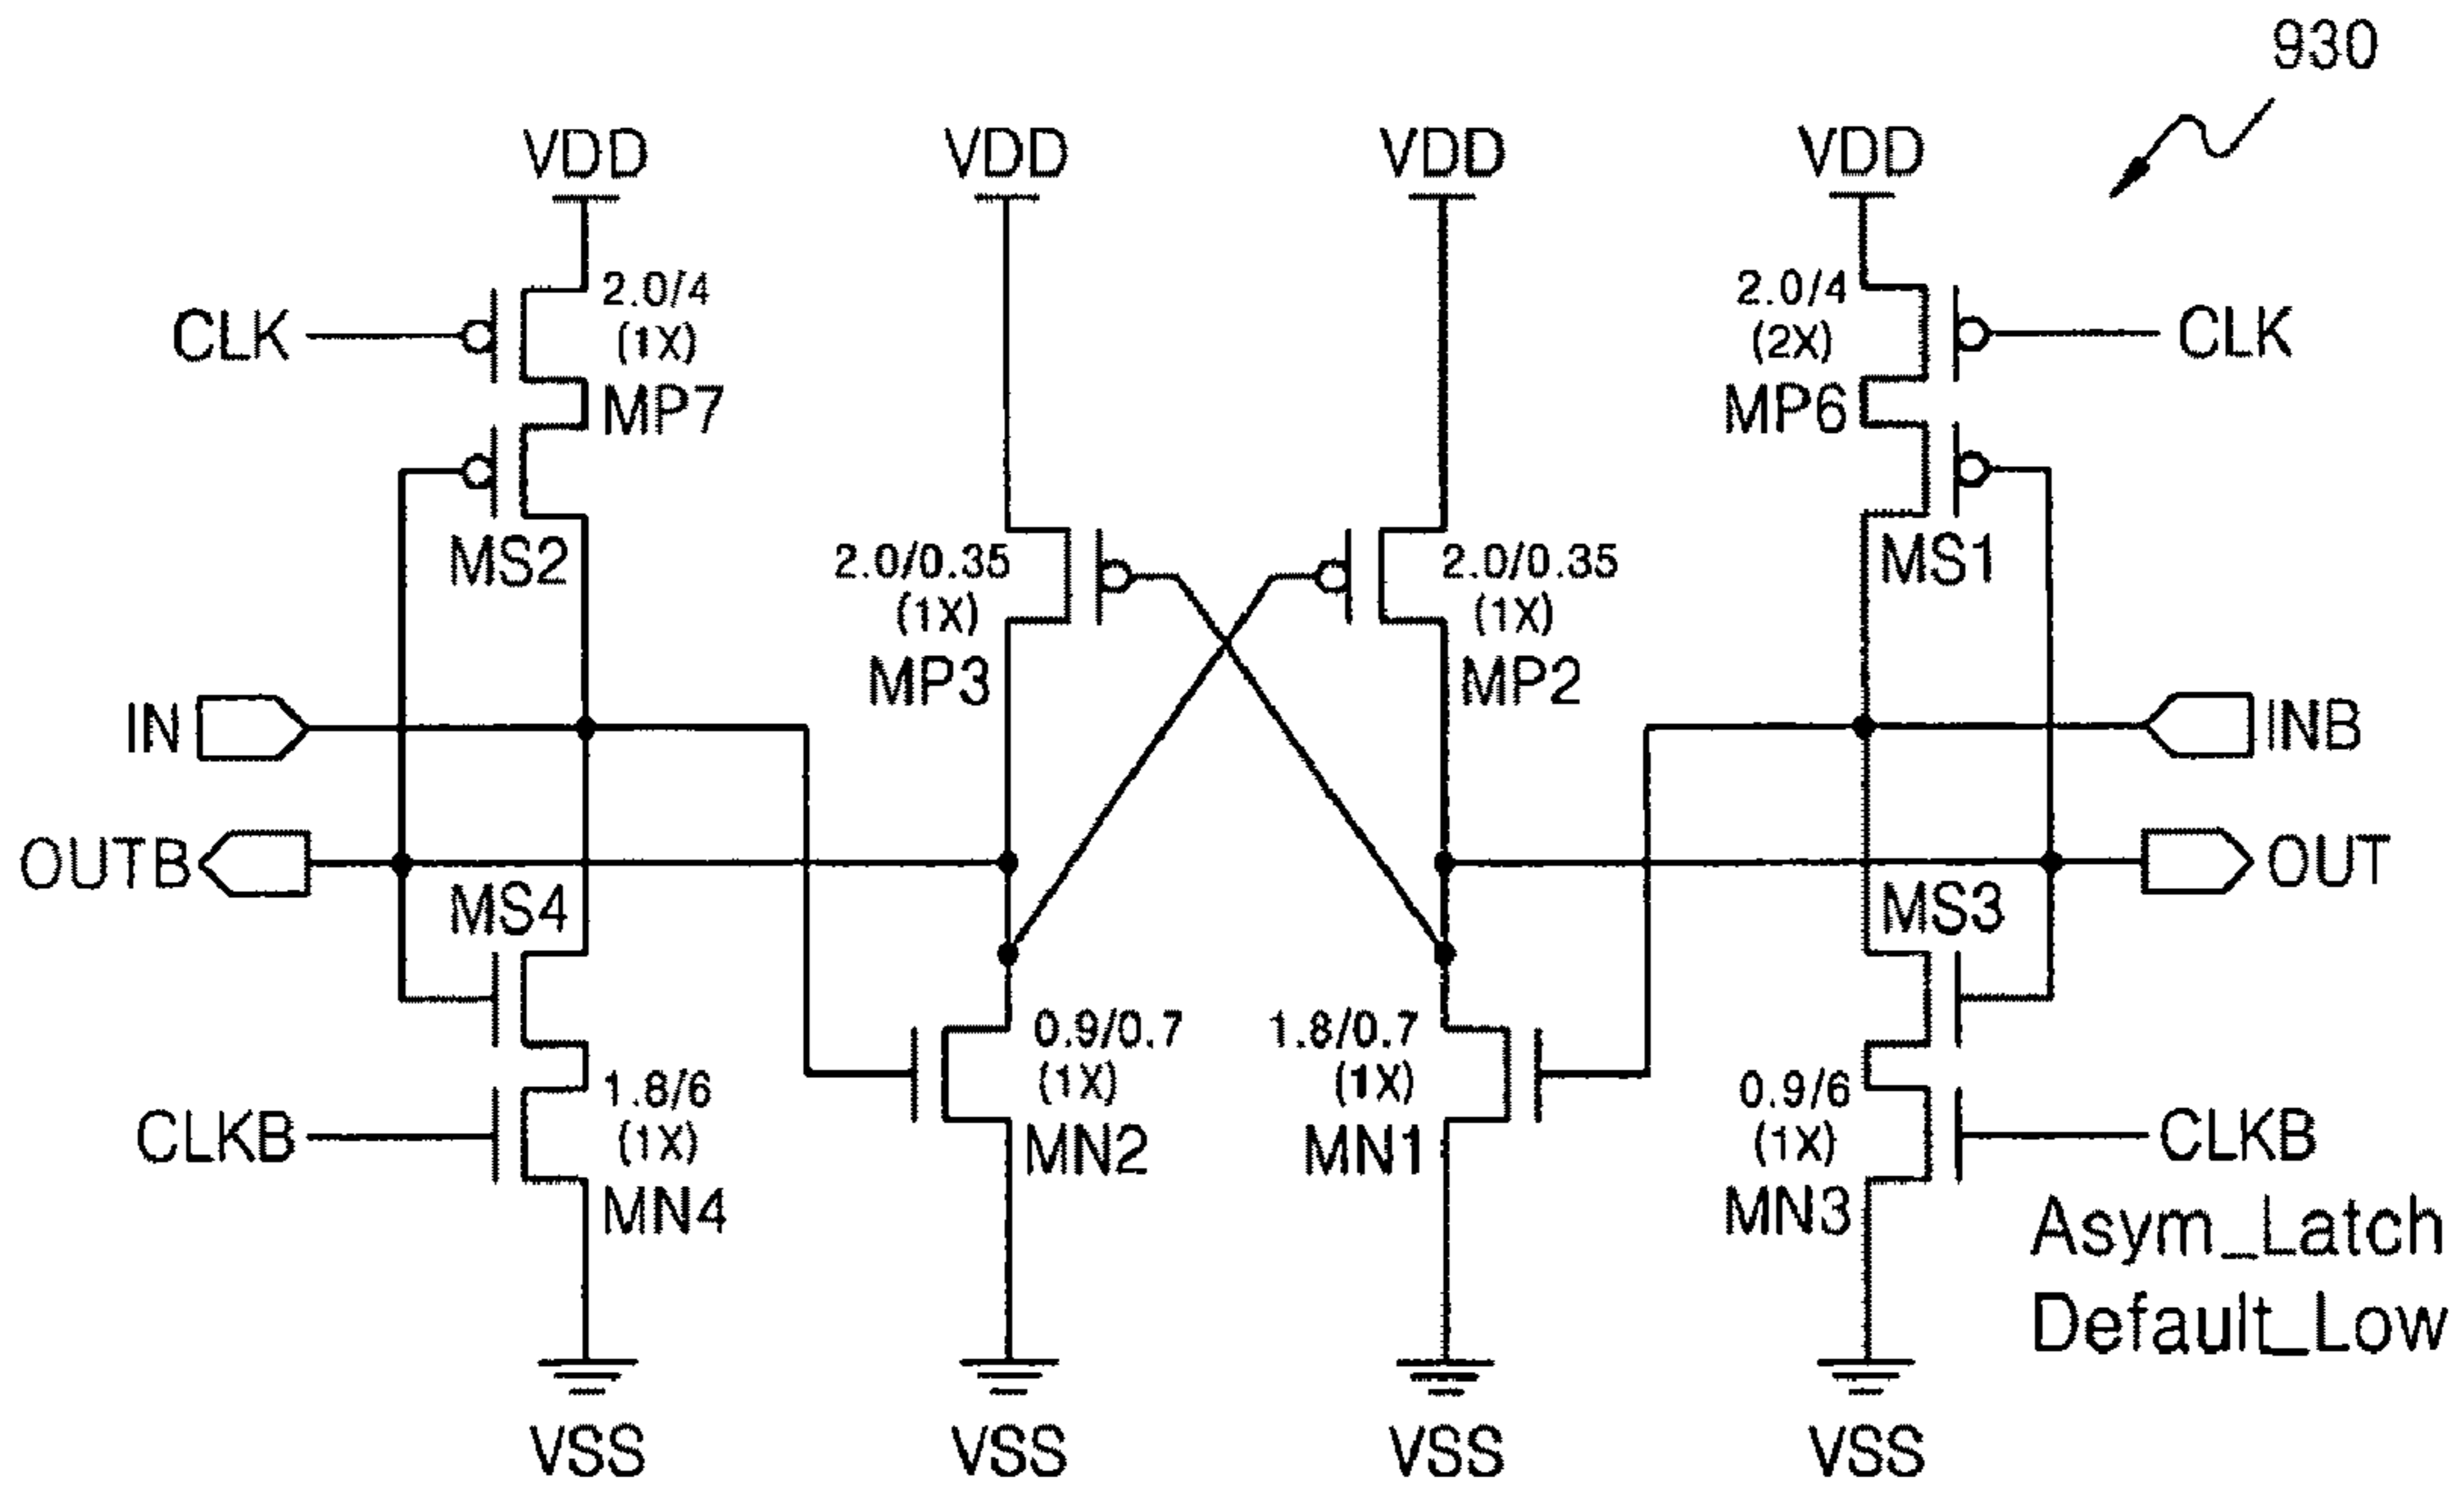 930
VDD
VDD
VDD
VDD
2.0/4
(1X)
MP7
CLK
2.0/4
(2X)
MP6
CLK
MS2
MS1
2.0/0.35
(1X)
MP3
2.0/0.35
(1X)
MP2
IN
INB
OUTB
OUT
MS4
MS3
0.9/0.7
(1X)
MN2
1.8/0.7
(1X)
MN1
1.8/6
(1X)
MN4
CLKB
0.9/6
(1X)
MN3
CLKB
Asym_Latch
Default_Low
VSS
VSS
VSS
VSS